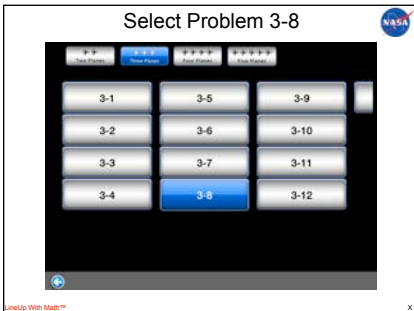 Select Problem 3-8
NASA
Two Planes
Three Planes
Four Planes
Five Planes
3-1
3-5
3-9
3-2
3-6
3-10
3-3
3-7
3-11
3-4
3-8
3-12
LineUp With Math™
X